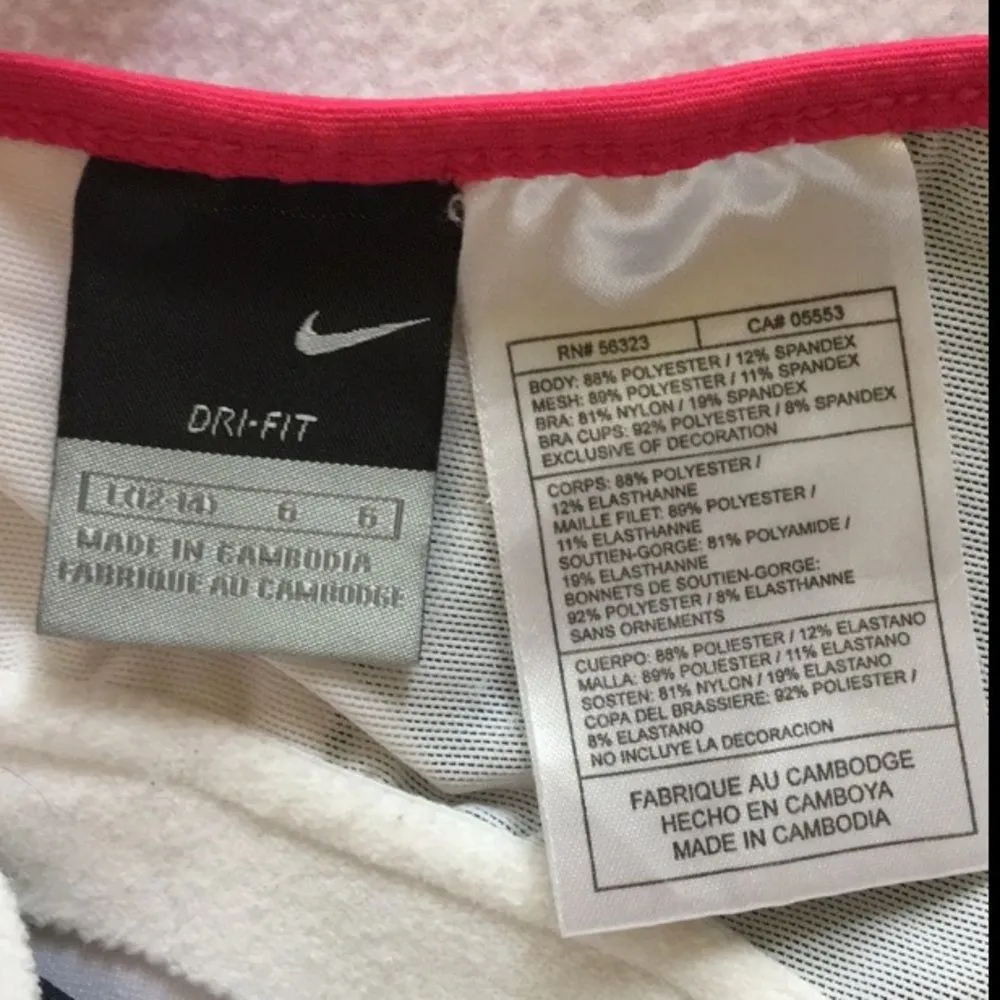 DRI-FIT
L(12-14) G G
MADE IN CAMBODIA
FABRIQUE AU CAMBODGE
RN# 56323 CA# 05553
BODY: 88% POLYESTER / 12% SPANDEX
MESH: 89% POLYESTER / 11% SPANDEX
BRA: 81% NYLON / 19% SPANDEX
BRA CUPS: 92% POLYESTER / 8% SPANDEX
EXCLUSIVE OF DECORATION
CORPS: 88% POLYESTER /
12% ELASTHANNE
MAILLE FILET: 89% POLYESTER /
11% ELASTHANNE
SOUTIEN-GORGE: 81% POLYAMIDE /
19% ELASTHANNE
BONNETS DE SOUTIEN-GORGE:
92% POLYESTER / 8% ELASTHANNE
SANS ORNEMENTS
CUERPO: 88% POLIESTER / 12% ELASTANO
MALLA: 89% POLIESTER / 11% ELASTANO
SOSTEN: 81% NYLON / 19% ELASTANO
COPA DEL BRASSIERE: 92% POLIESTER /
8% ELASTANO
NO INCLUYE LA DECORACION
FABRIQUE AU CAMBODGE
HECHO EN CAMBOYA
MADE IN CAMBODIA